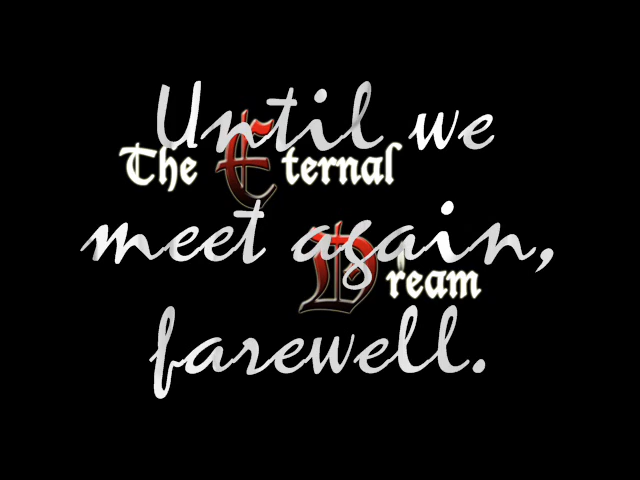 Until we
The Eternal
meet again,
Dream
farewell.